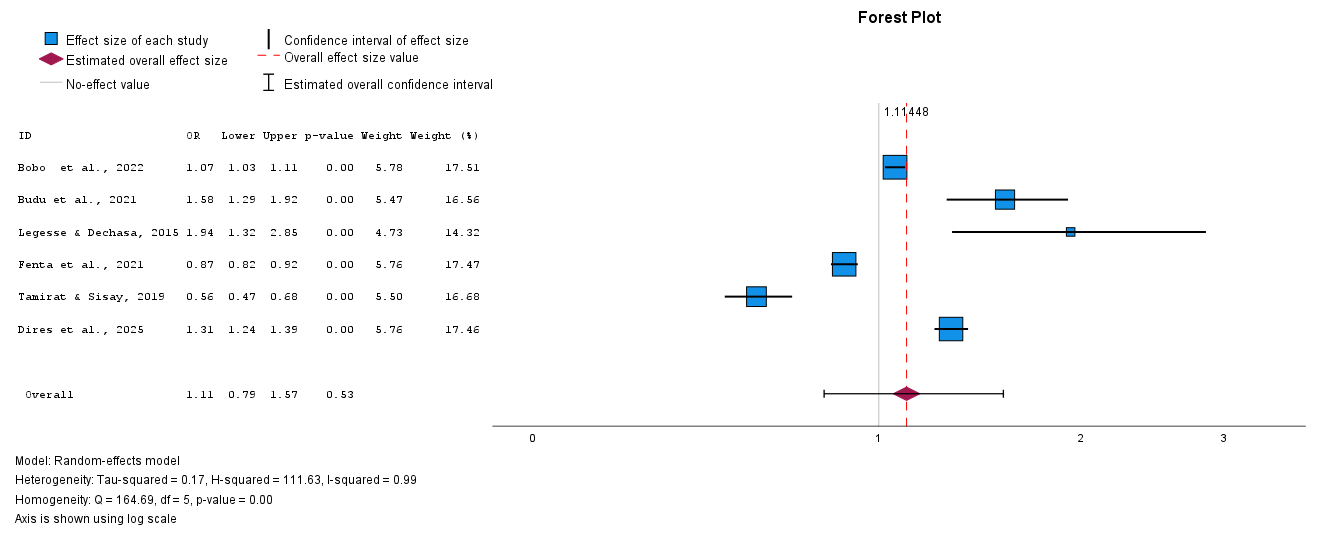 Forest Plot
Effect size of each study
Confidence interval of effect size
Estimated overall effect size
Overall effect size value
No-effect value
Estimated overall confidence interval
1.11448
ID OR Lower Upper p-value Weight Weight (%)
Bobo et al., 2022 1.07 1.03 1.11 0.00 5.78 17.51
Budu et al., 2021 1.58 1.29 1.92 0.00 5.47 16.56
Legesse & Dechasa, 2015 1.94 1.32 2.85 0.00 4.73 14.32
Fenta et al., 2021 0.87 0.82 0.92 0.00 5.76 17.47
Tamirat & Sisay, 2019 0.56 0.47 0.68 0.00 5.50 16.68
Dires et al., 2025 1.31 1.24 1.39 0.00 5.76 17.46
Overall 1.11 0.79 1.57 0.53
0 1 2 3
Model: Random-effects model
Heterogeneity: Tau-squared = 0.17, H-squared = 111.63, I-squared = 0.99
Homogeneity: Q = 164.69, df = 5, p-value = 0.00
Axis is shown using log scale